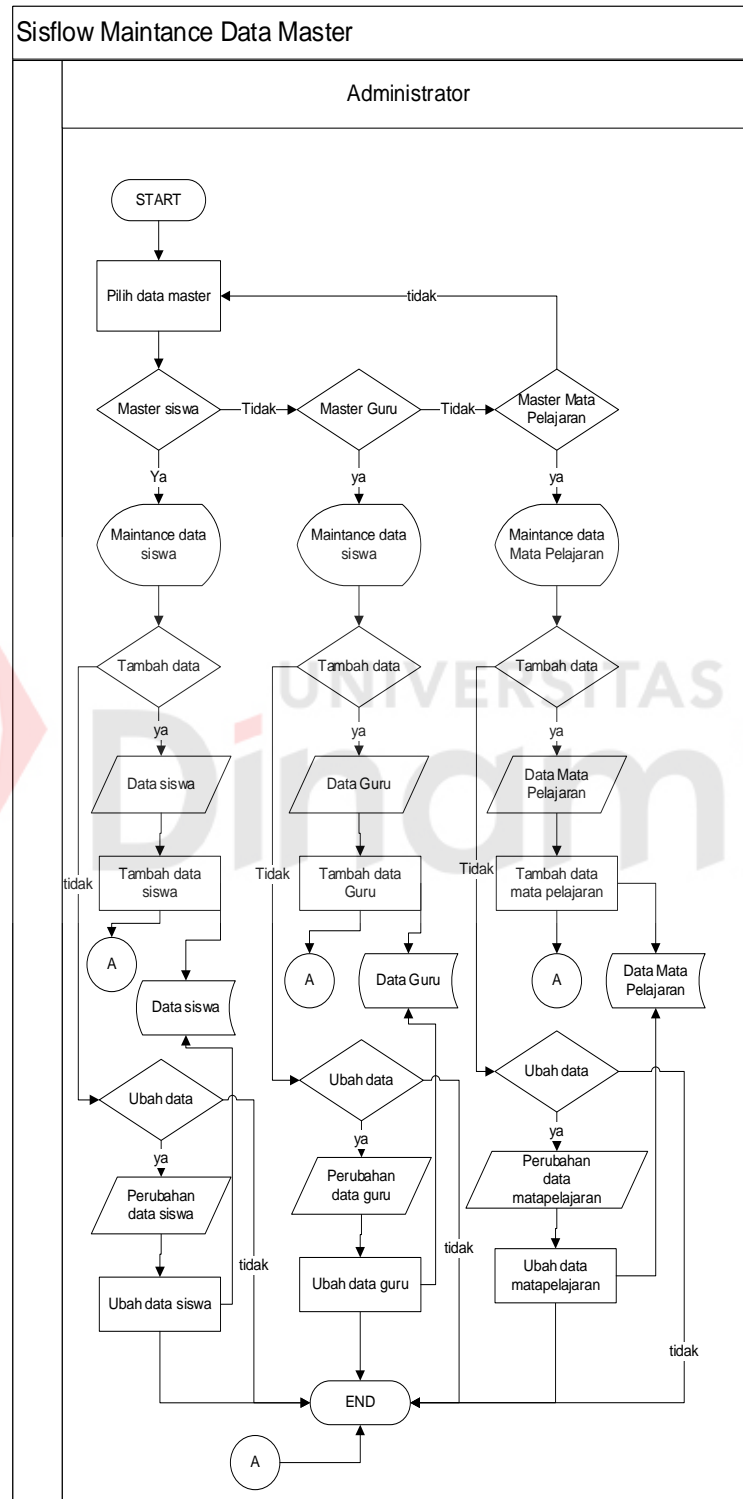 Sisflow Maintance Data Master
Administrator
START
Pilih data master
tidak
Master siswa
Tidak
Master Guru
Tidak
Master Mata
Pelajaran
Ya
ya
ya
Maintance data
siswa
Maintance data
siswa
Maintance data
Mata Pelajaran
Tambah data
Tambah data
Tambah data
UNIVERSITAS
Dinam
ya
ya
ya
Data siswa
Data Guru
Data Mata
Pelajaran
tidak
Tambah data
siswa
Tidak
Tambah data
Guru
Tidak
Tambah data
mata pelajaran
A
A
A
Data siswa
Data Guru
Data Mata
Pelajaran
Ubah data
Ubah data
Ubah data
ya
ya
ya
Perubahan
data siswa
Perubahan
data guru
Perubahan
data
matapelajaran
tidak
tidak
Ubah data siswa
Ubah data guru
Ubah data
matapelajaran
tidak
END
A